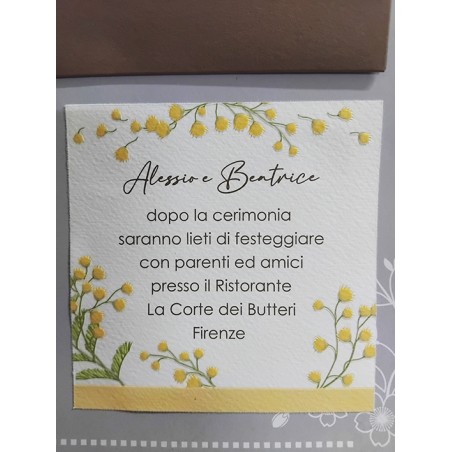 Alessio e Beatrice
dopo la cerimonia
saranno lieti di festeggiare
con parenti ed amici
presso il Ristorante
La Corte dei Butteri
Firenze